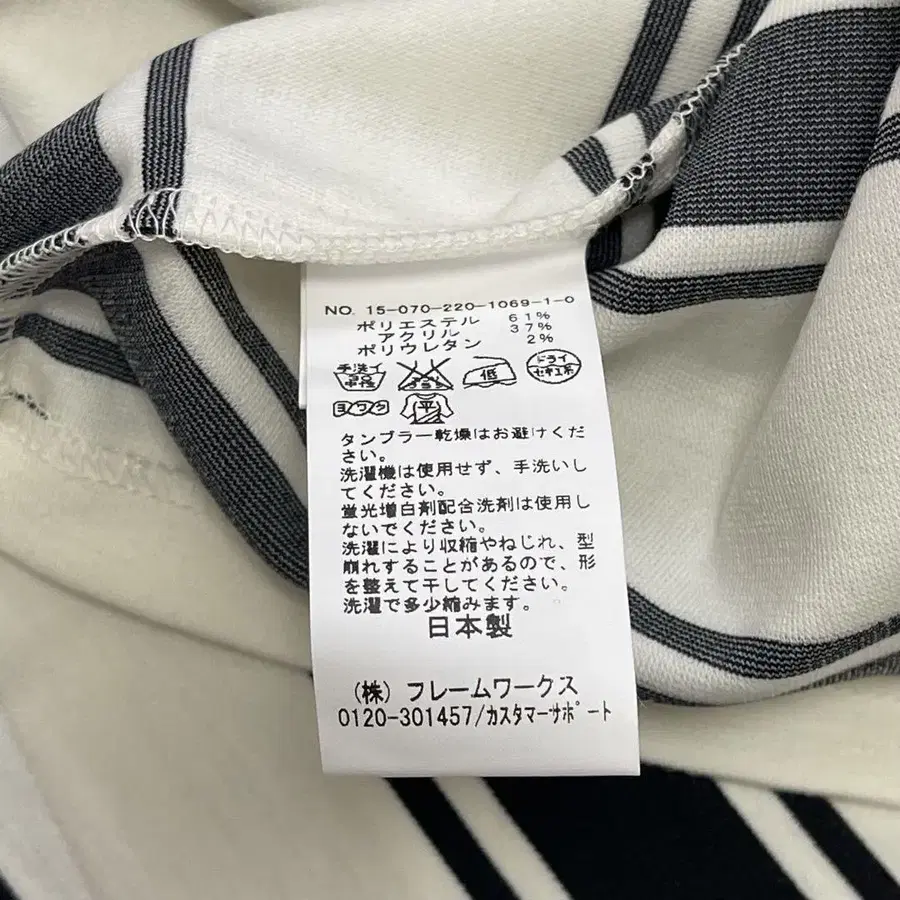 NO. 15-070-220-1069-1-0
ポリエステル 61%
アクリル 37%
ポリウレタン 2%
手洗イ 低 ドライ
中性 セキユ系
ヨワク 平
タンブラー乾燥はお避けくだ
さい。
洗濯機は使用せず、手洗いし
てください。
蛍光増白剤配合洗剤は使用し
ないでください。
洗濯により収縮やねじれ、型
崩れすることがあるので、形
を整えて干してください。
洗濯で多少縮みます。
日本製
（株）フレームワークス
0120-301457/ｶｽﾀﾏｰｻﾎﾟｰﾄ